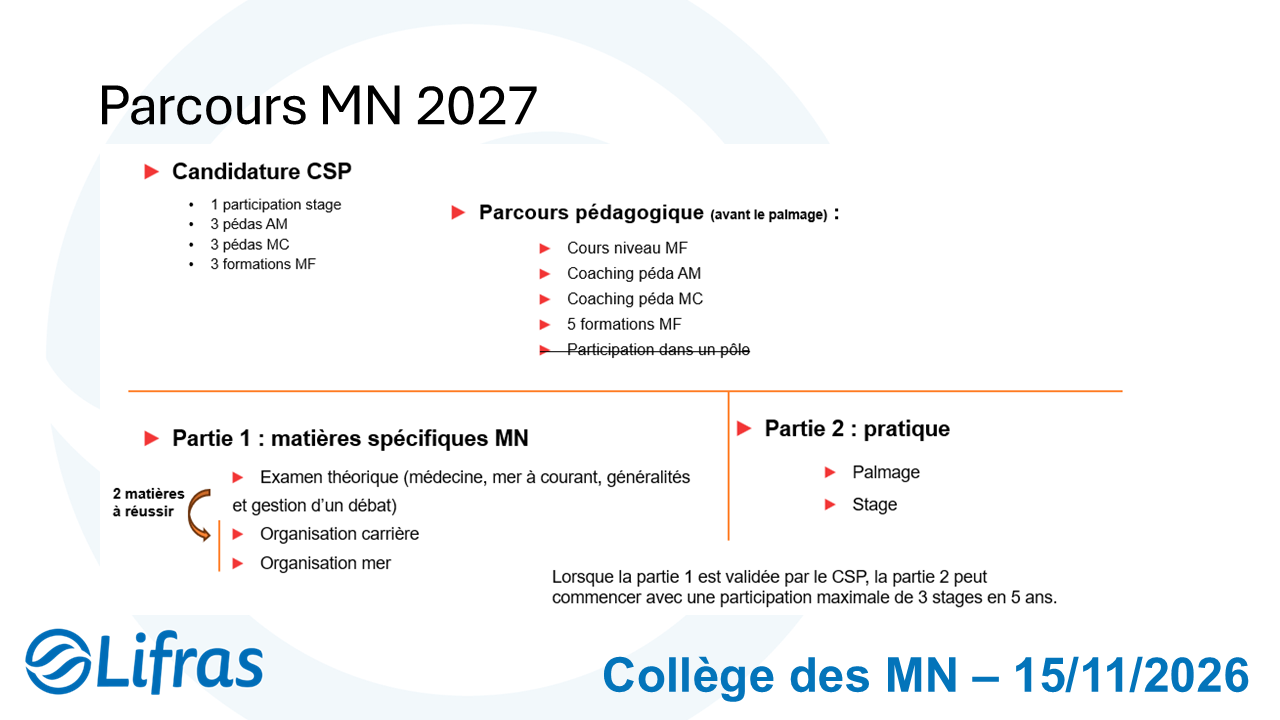 Parcours MN 2027
Candidature CSP
1 participation stage
3 pédas AM
3 pédas MC
3 formations MF
Parcours pédagogique (avant le palmage) :
Cours niveau MF
Coaching péda AM
Coaching péda MC
5 formations MF
Participation dans un pôle
Partie 1 : matières spécifiques MN
Examen théorique (médecine, mer à courant, généralités
et gestion d’un débat)
Organisation carrière
Organisation mer
2 matières
à réussir
Partie 2 : pratique
Palmage
Stage
Lorsque la partie 1 est validée par le CSP, la partie 2 peut
commencer avec une participation maximale de 3 stages en 5 ans.
Lifras
Collège des MN – 15/11/2026